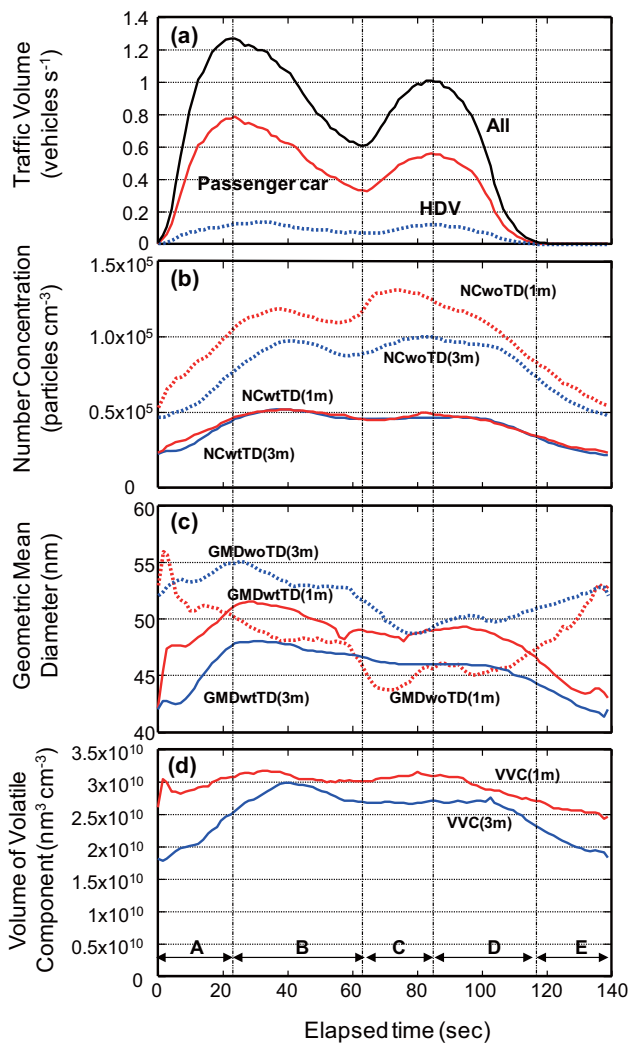 (a)
Traffic Volume
(vehicles s⁻¹)
1.4
1.2
1
0.8
0.6
0.4
0.2
0
All
Passenger car
HDV
(b)
Number Concentration
(particles cm⁻³)
1.5x10⁵
1.0x10⁵
0.5x10⁵
0
NCwoTD(1m)
NCwoTD(3m)
NCwtTD(1m)
NCwtTD(3m)
(c)
Geometric Mean
Diameter (nm)
60
55
50
45
40
GMDwoTD(3m)
GMDwtTD(1m)
GMDwtTD(3m)
GMDwoTD(1m)
(d)
Volume of Volatile
Component (nm³ cm⁻³)
3.5x10¹⁰
3x10¹⁰
2.5x10¹⁰
2x10¹⁰
1.5x10¹⁰
1x10¹⁰
0.5x10¹⁰
0
VVC(1m)
VVC(3m)
A B C D E
0 20 40 60 80 100 120 140
Elapsed time (sec)